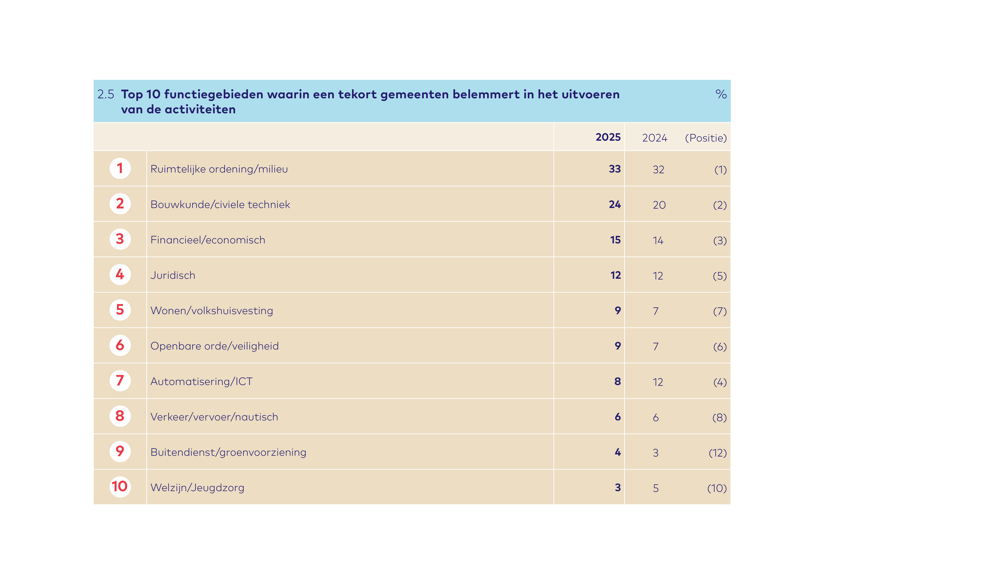 2.5 Top 10 functiegebieden waarin een tekort gemeenten belemmert in het uitvoeren %
van de activiteiten
2025 2024 (Positie)
1 Ruimtelijke ordening/milieu 33 32 (1)
2 Bouwkunde/civiele techniek 24 20 (2)
3 Financieel/economisch 15 14 (3)
4 Juridisch 12 12 (5)
5 Wonen/volkshuisvesting 9 7 (7)
6 Openbare orde/veiligheid 9 7 (6)
7 Automatisering/ICT 8 12 (4)
8 Verkeer/vervoer/nautisch 6 6 (8)
9 Buitendienst/groenvoorziening 4 3 (12)
10 Welzijn/Jeugdzorg 3 5 (10)